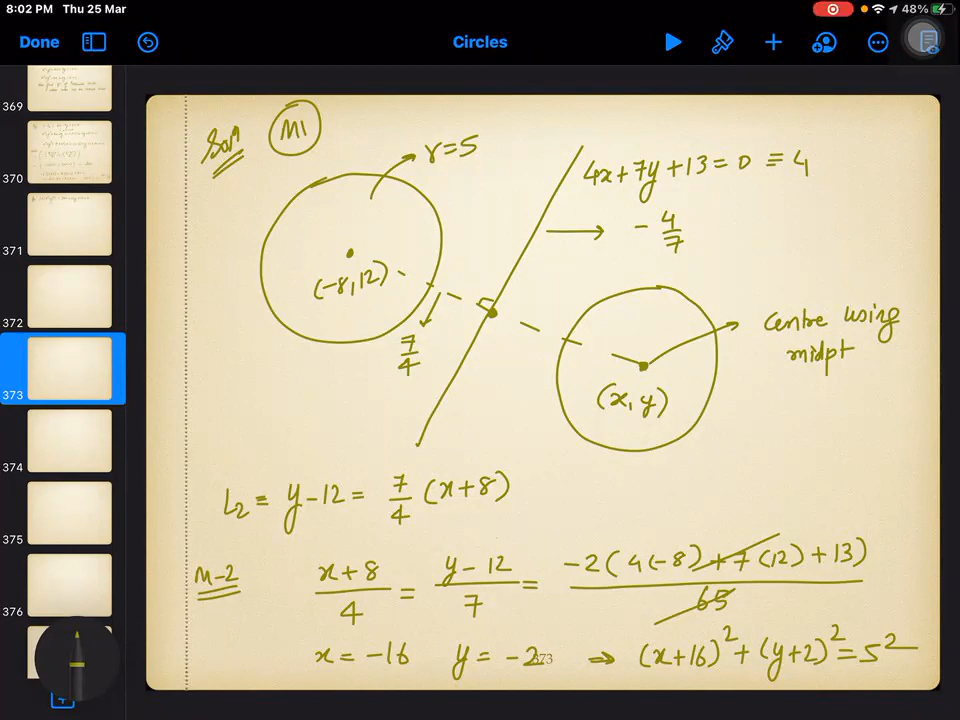 8:02 PM Thu 25 Mar
48%
Done
Circles
369
370
371
372
373
374
375
376
Solⁿ M1
r=5
4x+7y+13=0 ≡ 4
→ -4/7
(-8,12)
7/4
centre using
midpt
(x,y)
L₂ ≡ y-12 = 7/4 (x+8)
M-2 (x+8)/4 = (y-12)/7 = -2(4(-8)+7(12)+13)/65
x=-16 y=-2 ⇒ (x+16)²+(y+2)²=5²
373